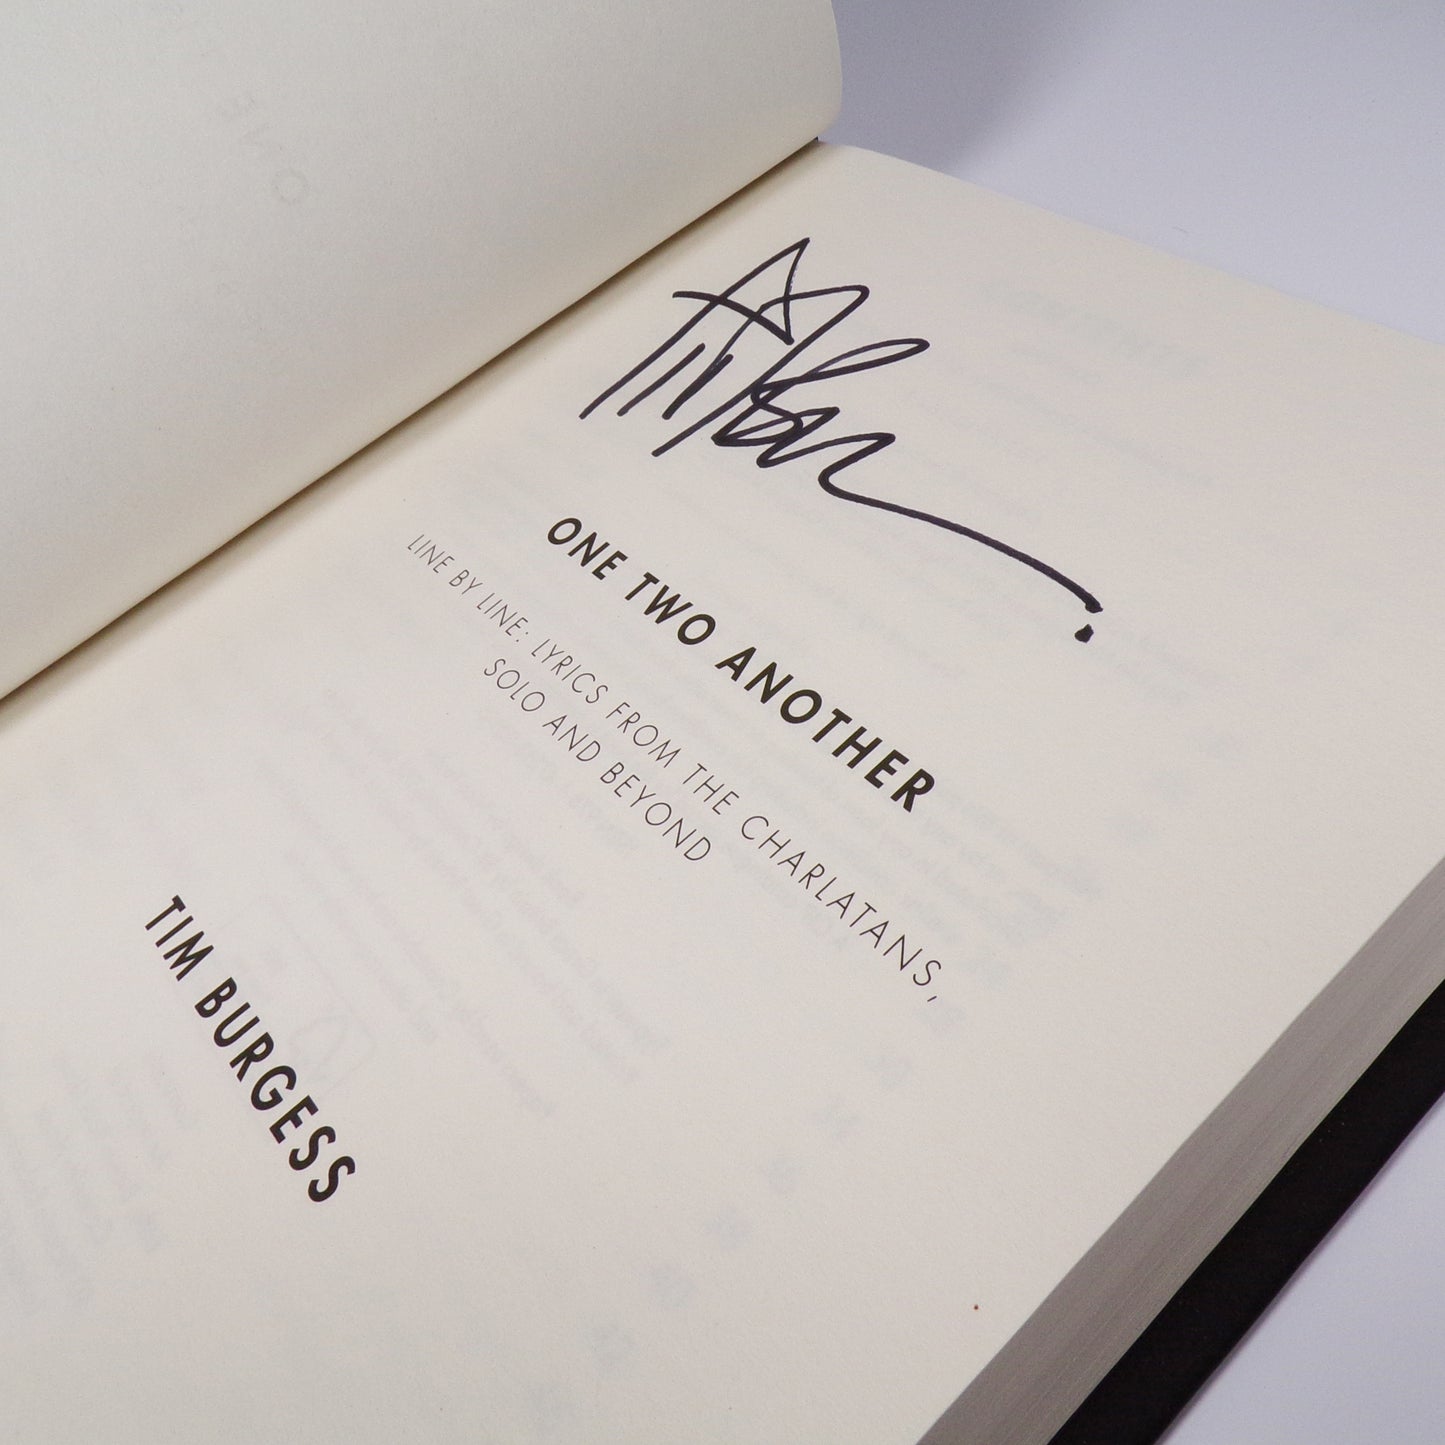 ONE TWO ANOTHER
LINE BY LINE: LYRICS FROM THE CHARLATANS,
SOLO AND BEYOND
TIM BURGESS